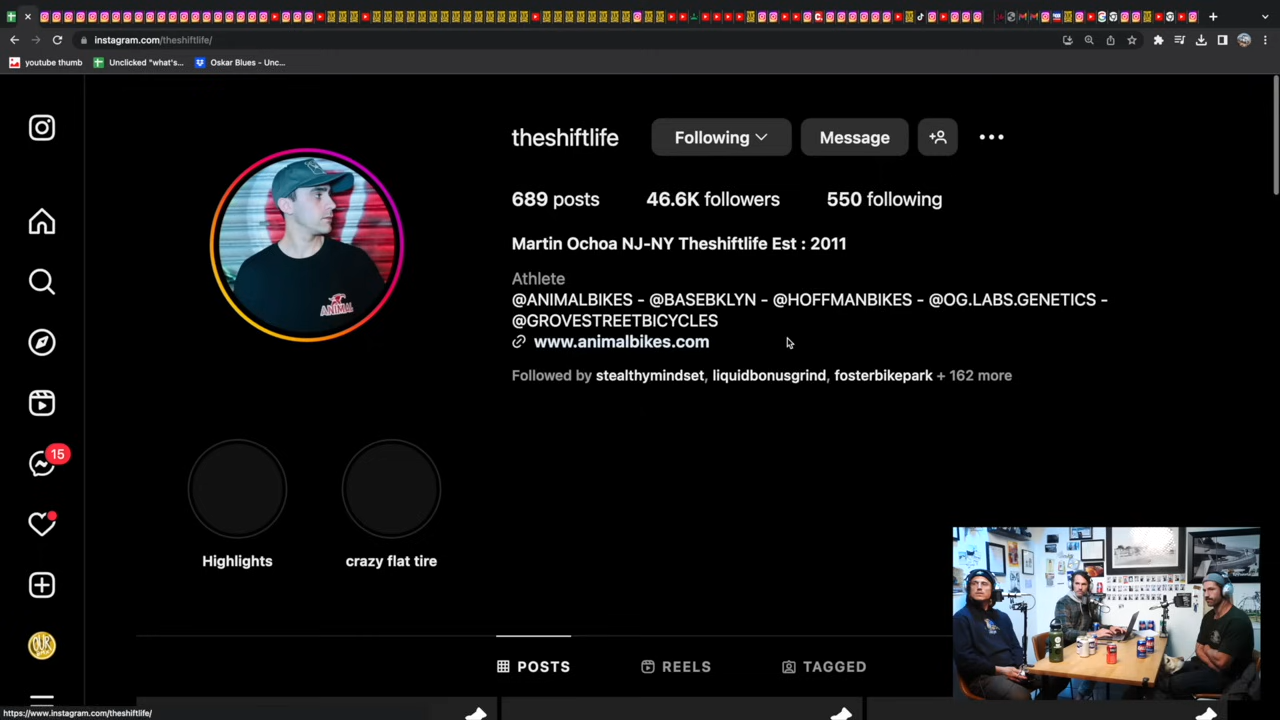 instagram.com/theshiftlife/
youtube thumb
Unclicked "what's...
Oskar Blues - Unc...
theshiftlife
Following
Message
689 posts
46.6K followers
550 following
Martin Ochoa NJ-NY Theshiftlife Est : 2011
Athlete
@ANIMALBIKES - @BASEBKLYN - @HOFFMANBIKES - @OG.LABS.GENETICS -
@GROVESTREETBICYCLES
www.animalbikes.com
Followed by stealthymindset, liquidbonusgrind, fosterbikepark + 162 more
ANIMAL
15
Highlights
crazy flat tire
OUR
POSTS
REELS
TAGGED
https://www.instagram.com/theshiftlife/